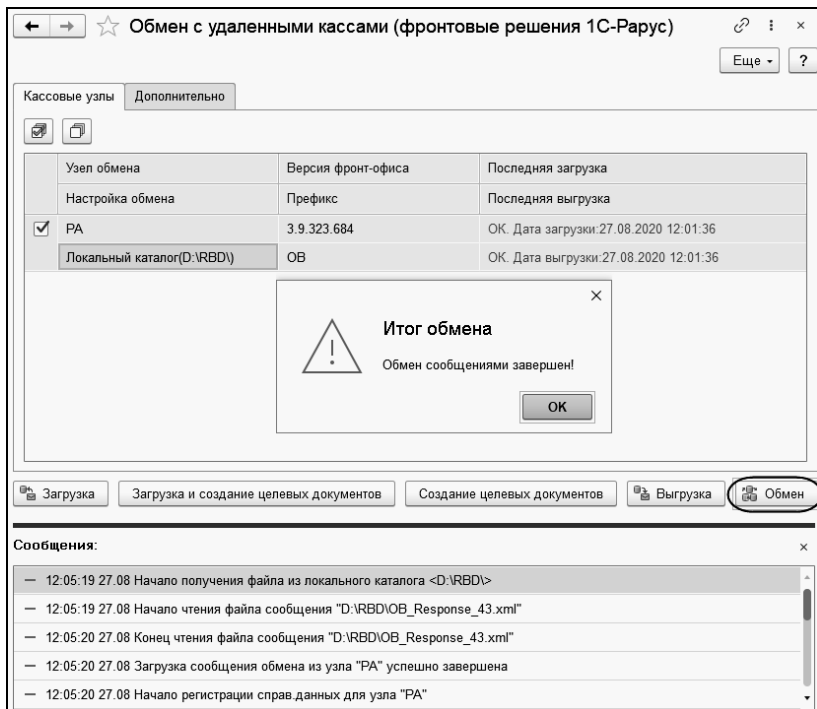 Обмен с удаленными кассами (фронтовые решения 1С-Рарус)
Еще ?
Кассовые узлы Дополнительно
Узел обмена Версия фронт-офиса Последняя загрузка
Настройка обмена Префикс Последняя выгрузка
РА 3.9.323.684 ОК. Дата загрузки:27.08.2020 12:01:36
Локальный каталог(D:\RBD\) ОВ ОК. Дата выгрузки:27.08.2020 12:01:36
Итог обмена
Обмен сообщениями завершен!
ОК
Загрузка Загрузка и создание целевых документов Создание целевых документов Выгрузка Обмен
Сообщения:
— 12:05:19 27.08 Начало получения файла из локального каталога <D:\RBD\>
— 12:05:19 27.08 Начало чтения файла сообщения "D:\RBD\OB_Response_43.xml"
— 12:05:20 27.08 Конец чтения файла сообщения "D:\RBD\OB_Response_43.xml"
— 12:05:20 27.08 Загрузка сообщения обмена из узла "РА" успешно завершена
— 12:05:20 27.08 Начало регистрации справ.данных для узла "РА"